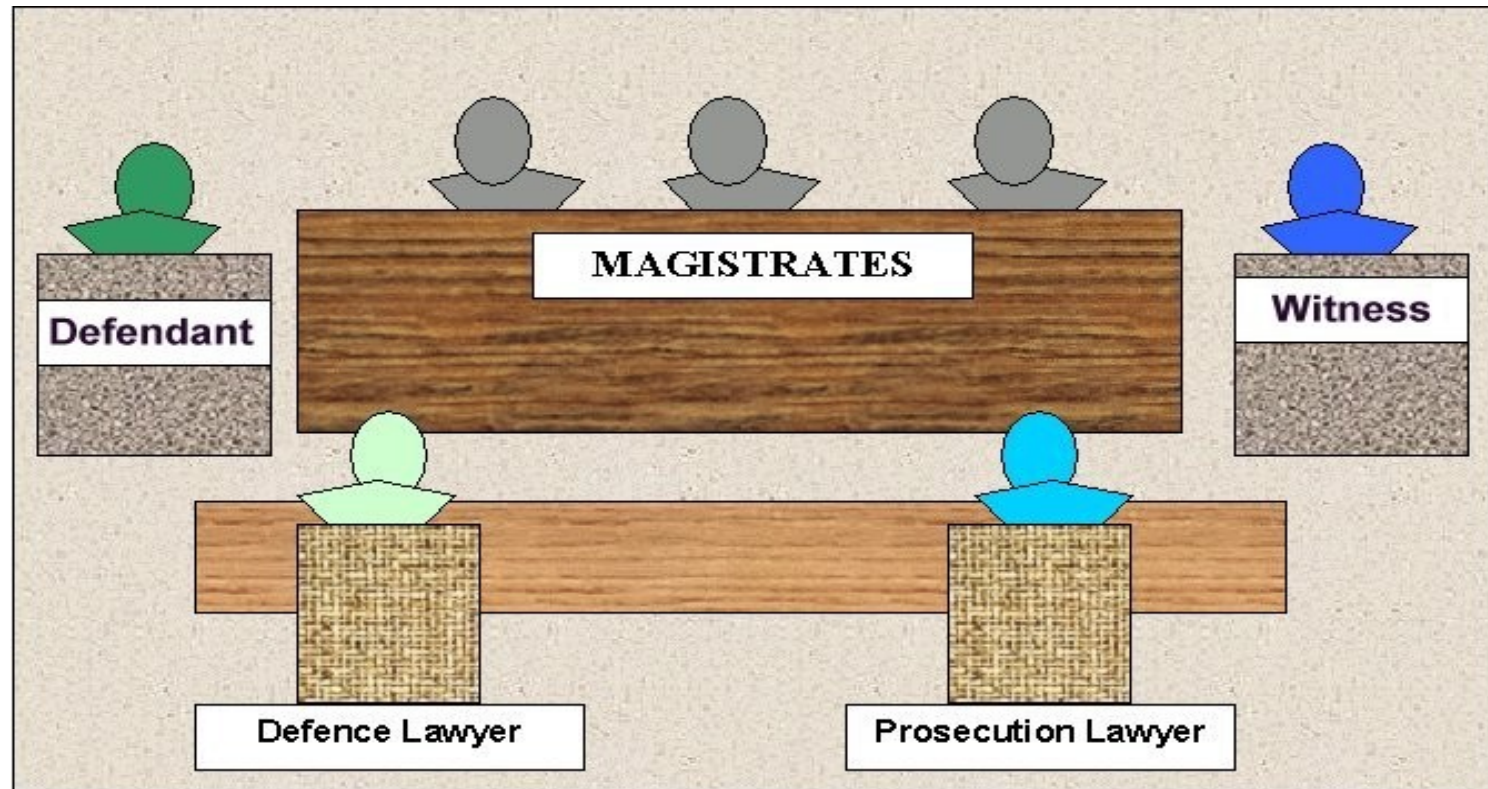 MAGISTRATES
Defendant
Witness
Defence Lawyer
Prosecution Lawyer